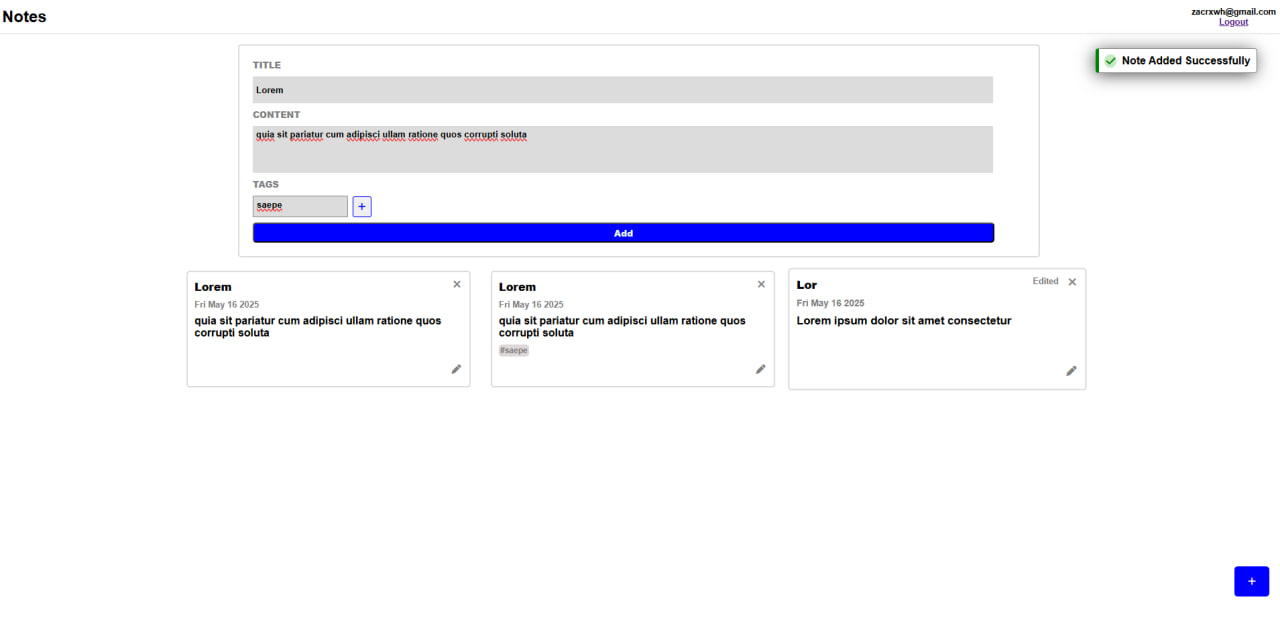 Notes
zacrxwh@gmail.com
Logout
Note Added Successfully
TITLE
Lorem
CONTENT
quia sit pariatur cum adipisci ullam ratione quos corrupti soluta
TAGS
saepe
+
Add
Lorem
Fri May 16 2025
quia sit pariatur cum adipisci ullam ratione quos
corrupti soluta
Lorem
Fri May 16 2025
quia sit pariatur cum adipisci ullam ratione quos
corrupti soluta
#saepe
Lor
Edited
Fri May 16 2025
Lorem ipsum dolor sit amet consectetur
+